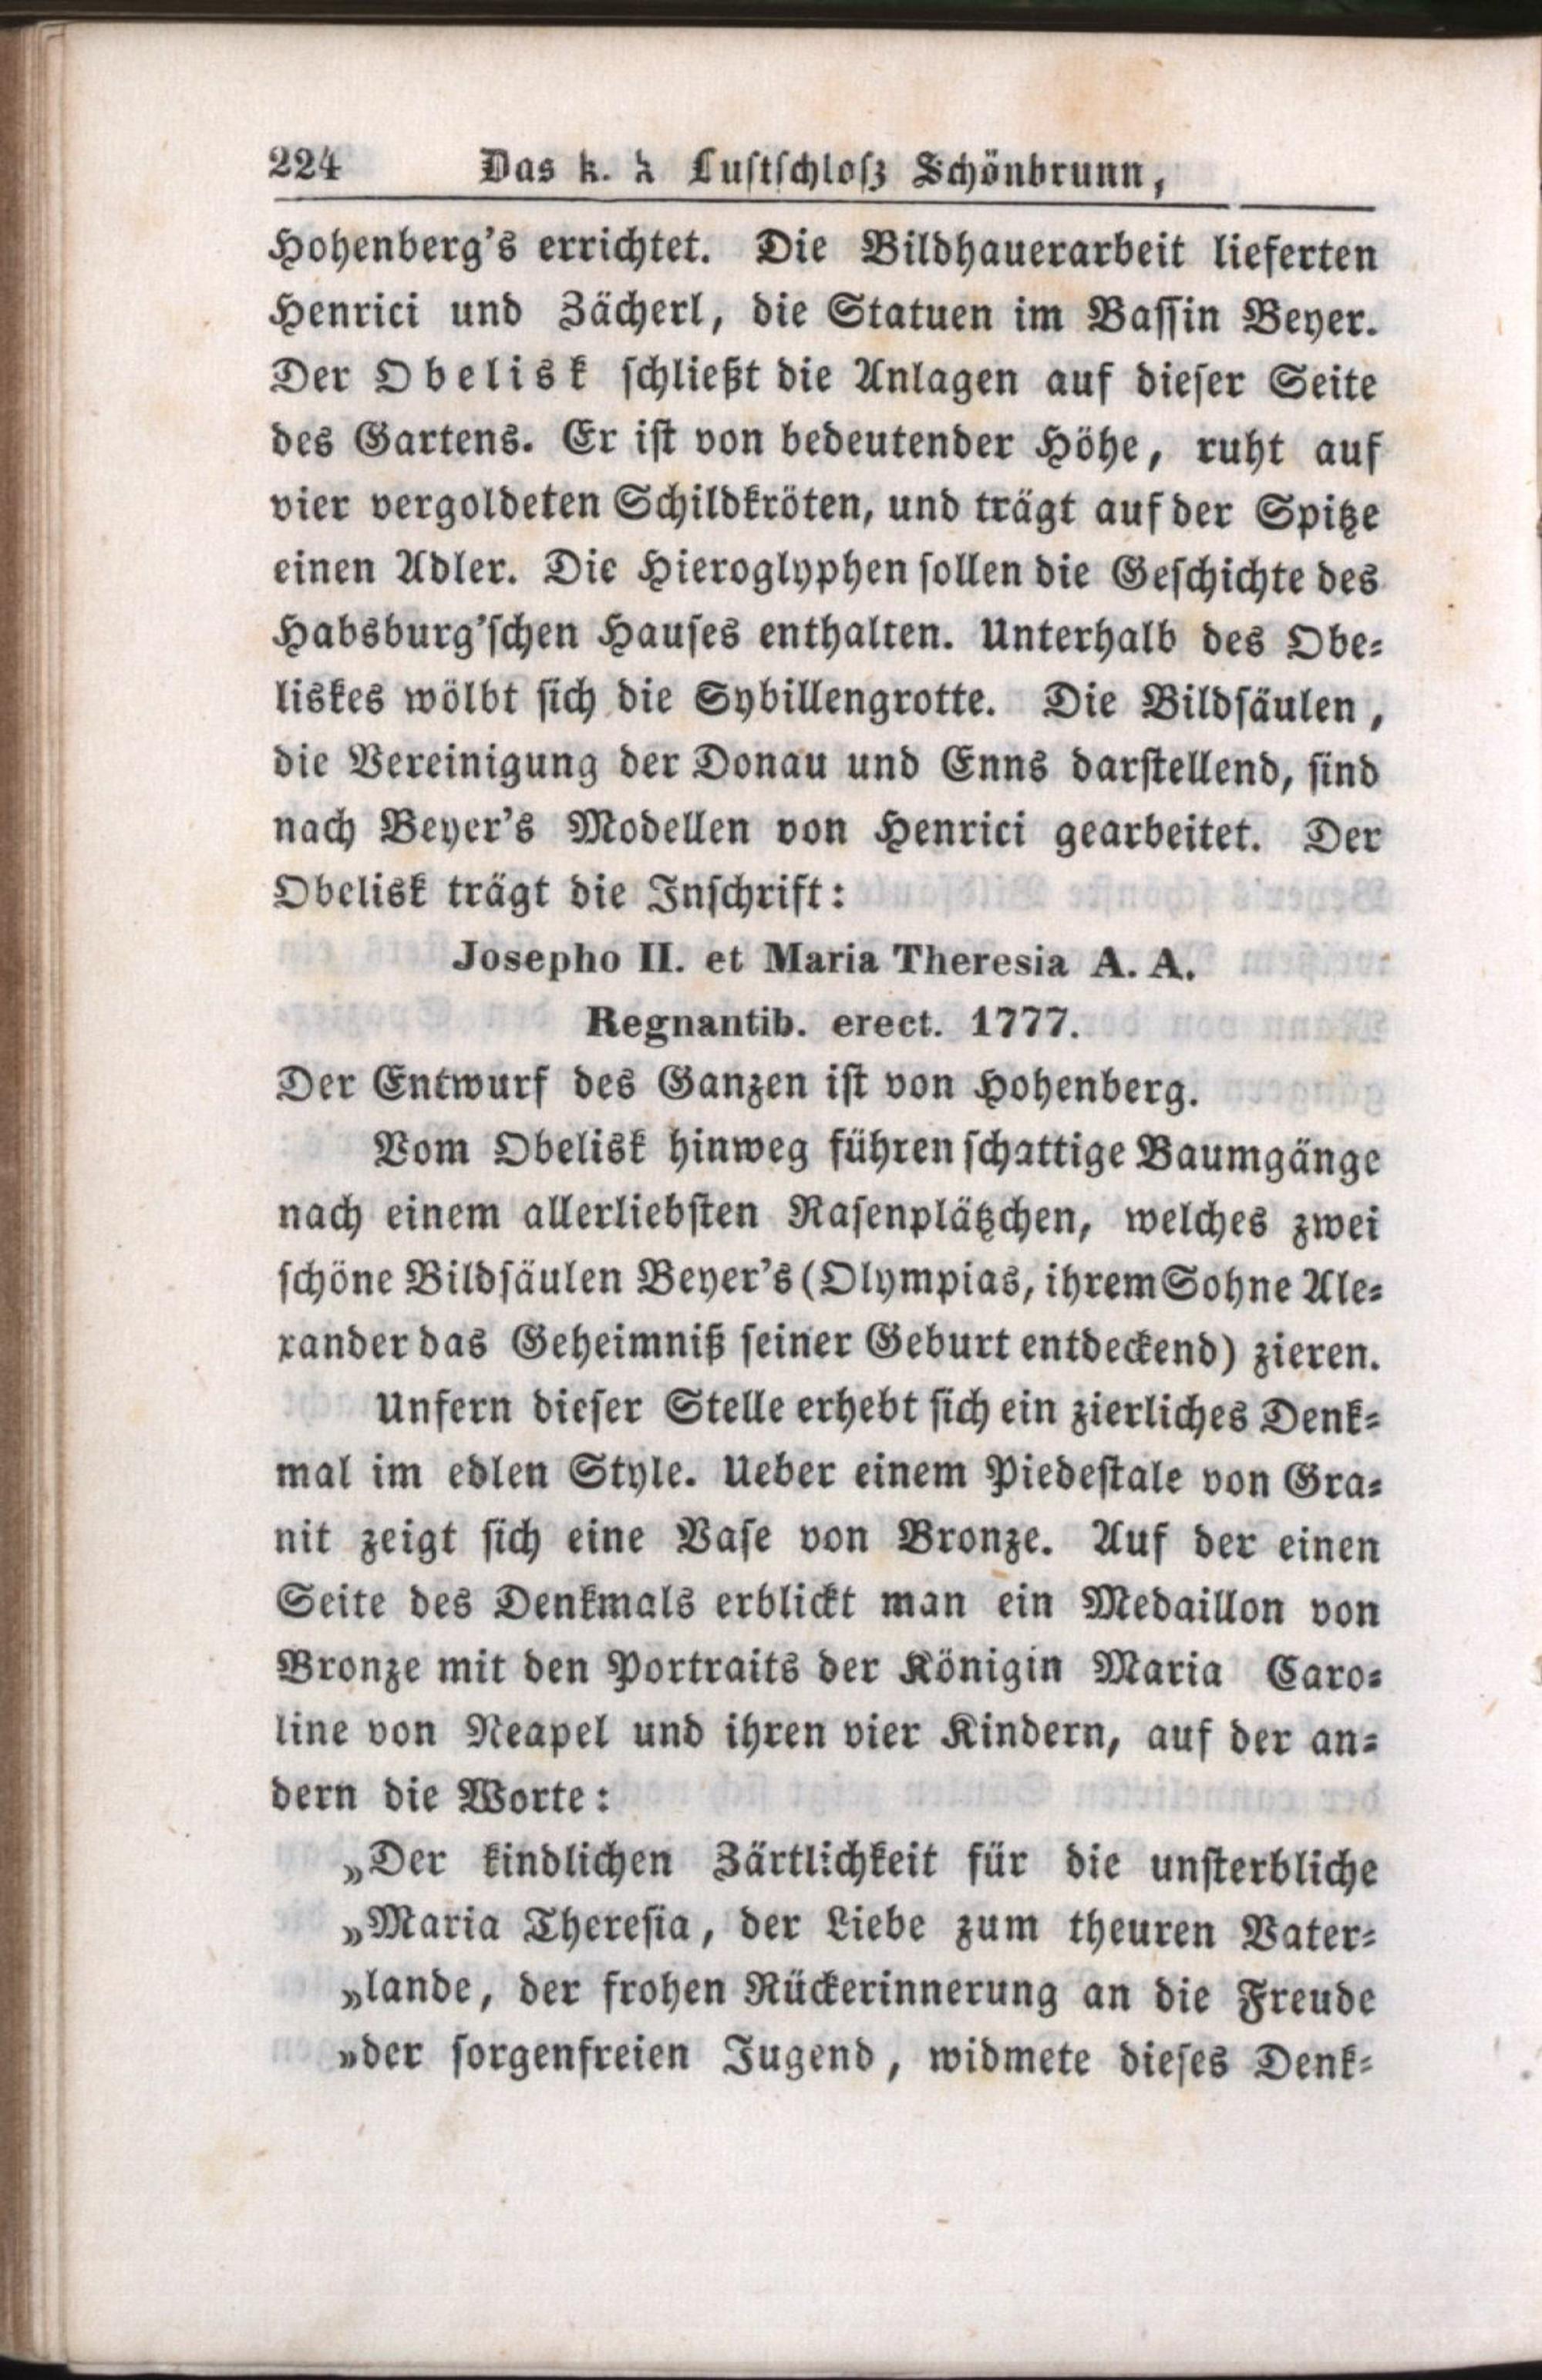 224 Das k. k Lustschloß Schönbrunn,
Hohenberg's errichtet. Die Bildhauerarbeit lieferten
Henrici und Zächerl, die Statuen im Bassin Beyer.
Der Obelisk schließt die Anlagen auf dieser Seite
des Gartens. Er ist von bedeutender Höhe, ruht auf
vier vergoldeten Schildkröten, und trägt auf der Spitze
einen Adler. Die Hieroglyphen sollen die Geschichte des
Habsburg'schen Hauses enthalten. Unterhalb des Obe-
liskes wölbt sich die Sybillengrotte. Die Bildsäulen,
die Vereinigung der Donau und Enns darstellend, sind
nach Beyer's Modellen von Henrici gearbeitet. Der
Obelisk trägt die Inschrift:
Josepho II. et Maria Theresia A. A.
Regnantib. erect. 1777.
Der Entwurf des Ganzen ist von Hohenberg.
Vom Obelisk hinweg führen schattige Baumgänge
nach einem allerliebsten Rasenplätzchen, welches zwei
schöne Bildsäulen Beyer's (Olympias, ihrem Sohne Ale-
xander das Geheimniß seiner Geburt entdeckend) zieren.
Unfern dieser Stelle erhebt sich ein zierliches Denk-
mal im edlen Style. Ueber einem Piedestale von Gra-
nit zeigt sich eine Vase von Bronze. Auf der einen
Seite des Denkmals erblickt man ein Medaillon von
Bronze mit den Portraits der Königin Maria Caro-
line von Neapel und ihren vier Kindern, auf der an-
dern die Worte:
„Der kindlichen Zärtlichkeit für die unsterbliche
„Maria Theresia, der Liebe zum theuren Vater-
„lande, der frohen Rückerinnerung an die Freude
„der sorgenfreien Jugend, widmete dieses Denk-